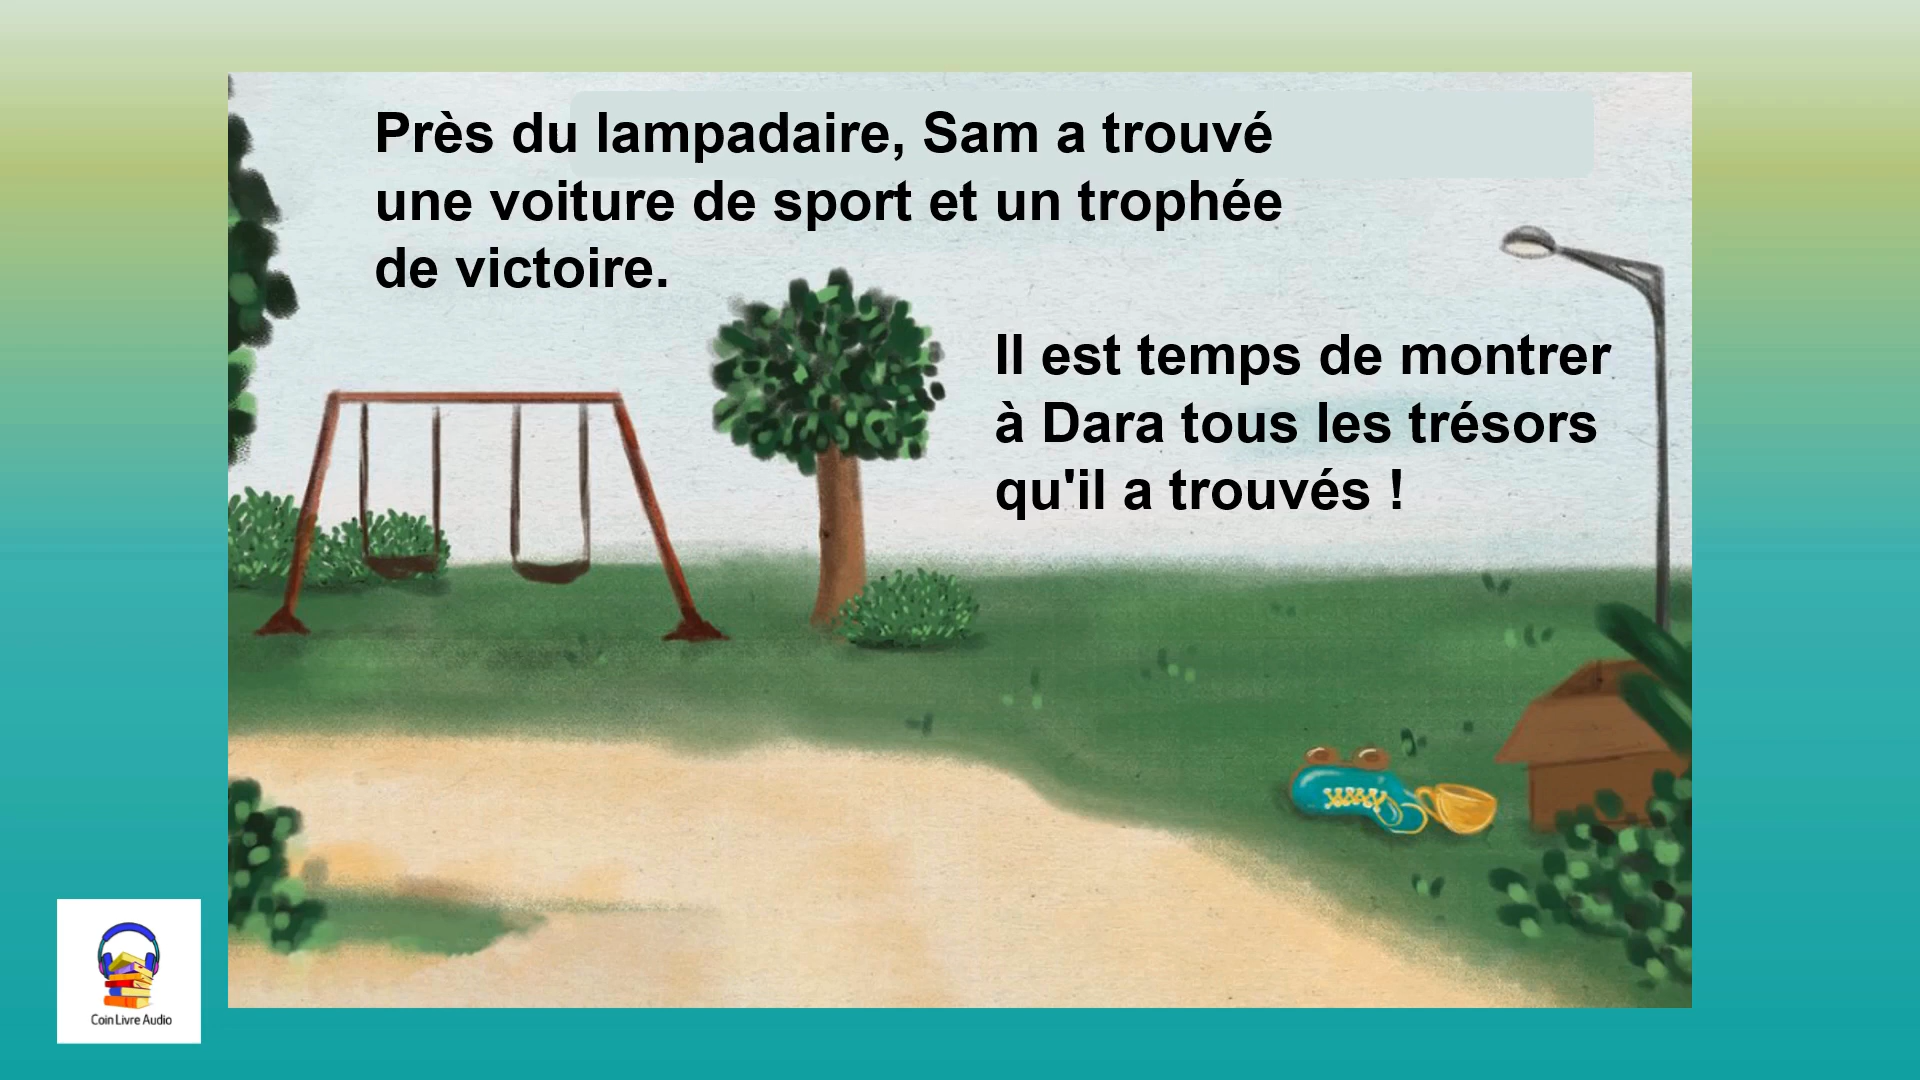 Près du lampadaire, Sam a trouvé
une voiture de sport et un trophée
de victoire.
Il est temps de montrer
à Dara tous les trésors
qu'il a trouvés !
Coin Livre Audio